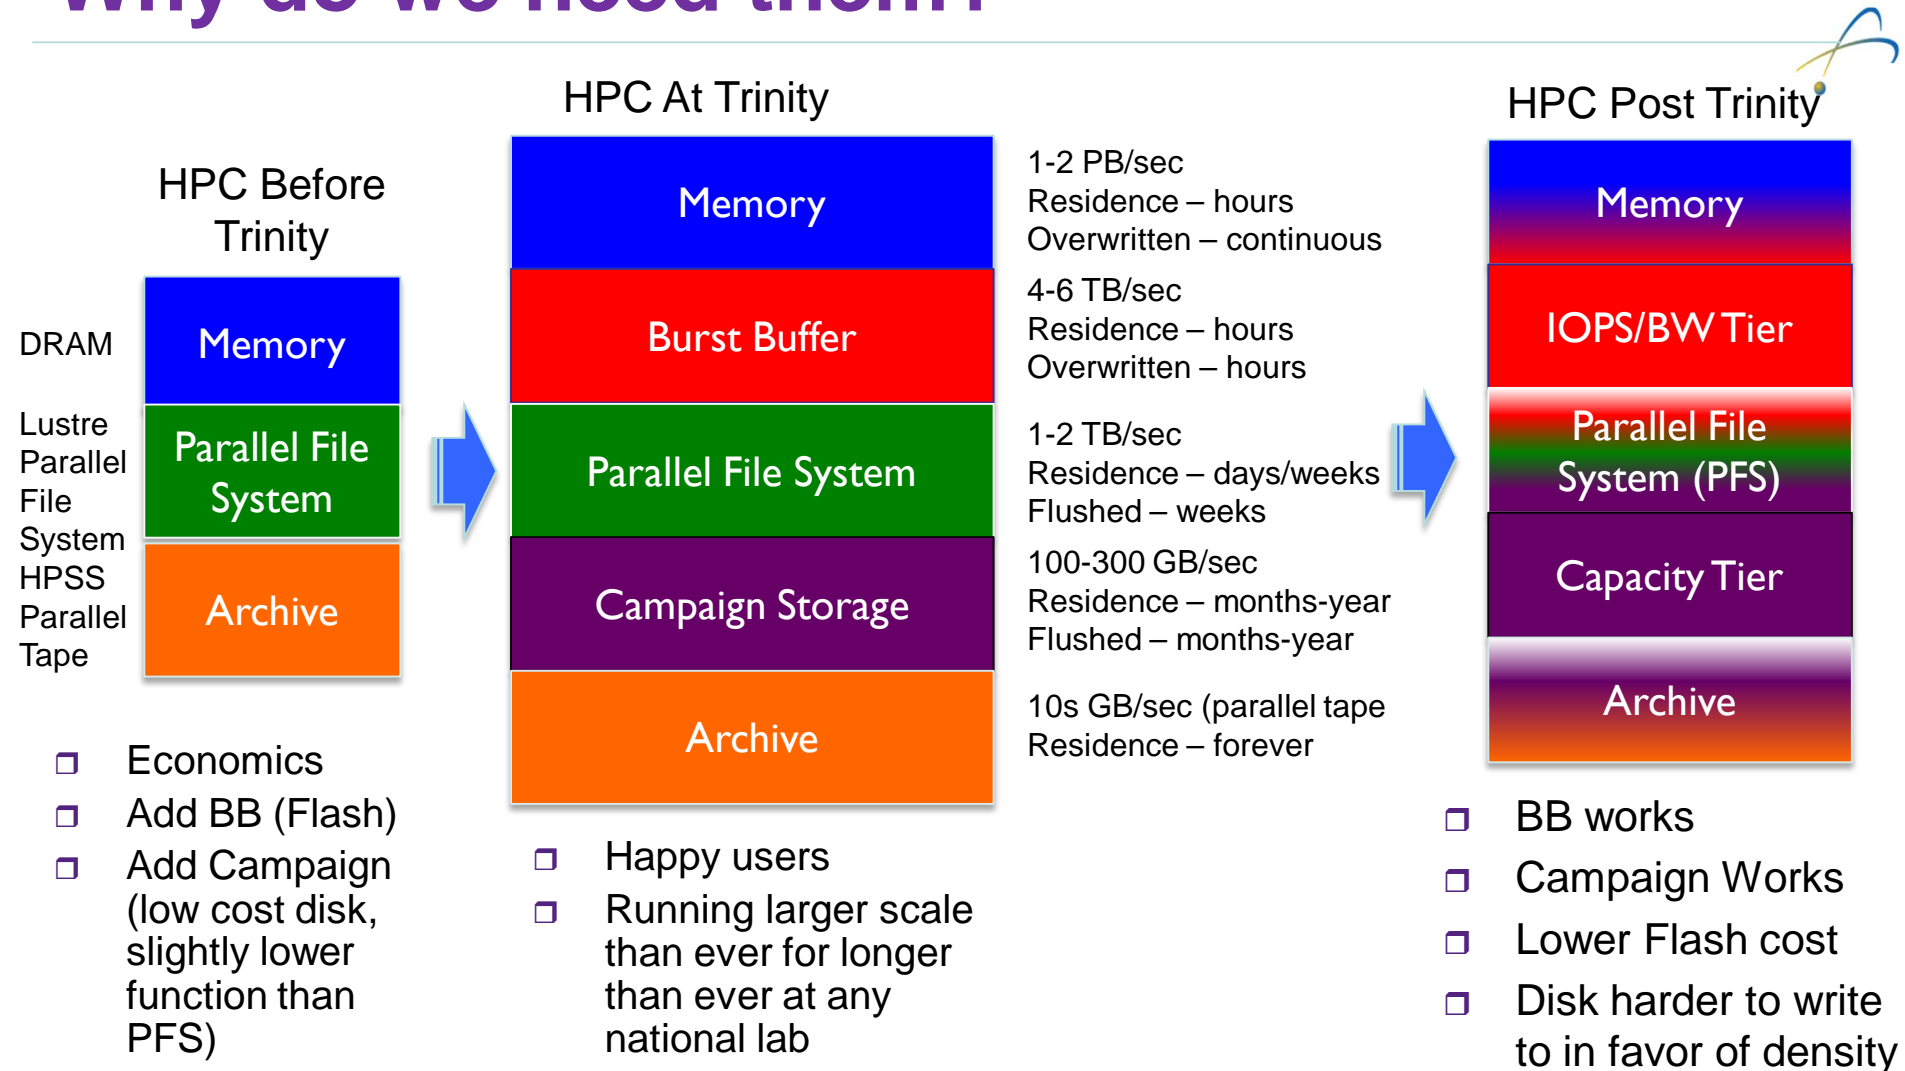 Why do we need them?
HPC Before
Trinity
DRAM
Memory
Lustre
Parallel
File
System
HPSS
Parallel
Tape
Parallel File
System
Archive
Economics
Add BB (Flash)
Add Campaign
(low cost disk,
slightly lower
function than
PFS)
HPC At Trinity
Memory
1-2 PB/sec
Residence – hours
Overwritten – continuous
Burst Buffer
4-6 TB/sec
Residence – hours
Overwritten – hours
Parallel File System
1-2 TB/sec
Residence – days/weeks
Flushed – weeks
Campaign Storage
100-300 GB/sec
Residence – months-year
Flushed – months-year
Archive
10s GB/sec (parallel tape
Residence – forever
Happy users
Running larger scale
than ever for longer
than ever at any
national lab
HPC Post Trinity
Memory
IOPS/BW Tier
Parallel File
System (PFS)
Capacity Tier
Archive
BB works
Campaign Works
Lower Flash cost
Disk harder to write
to in favor of density